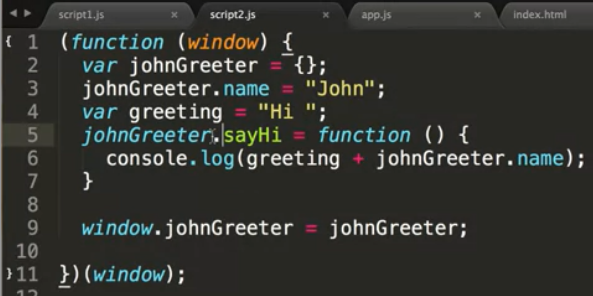 script1.js × script2.js × app.js × index.html
{ 1 (function (window) {
2   var johnGreeter = {};
3   johnGreeter.name = "John";
4   var greeting = "Hi ";
5   johnGreeter.sayHi = function () {
6     console.log(greeting + johnGreeter.name);
7   }
8
9   window.johnGreeter = johnGreeter;
10
} 11 })(window);